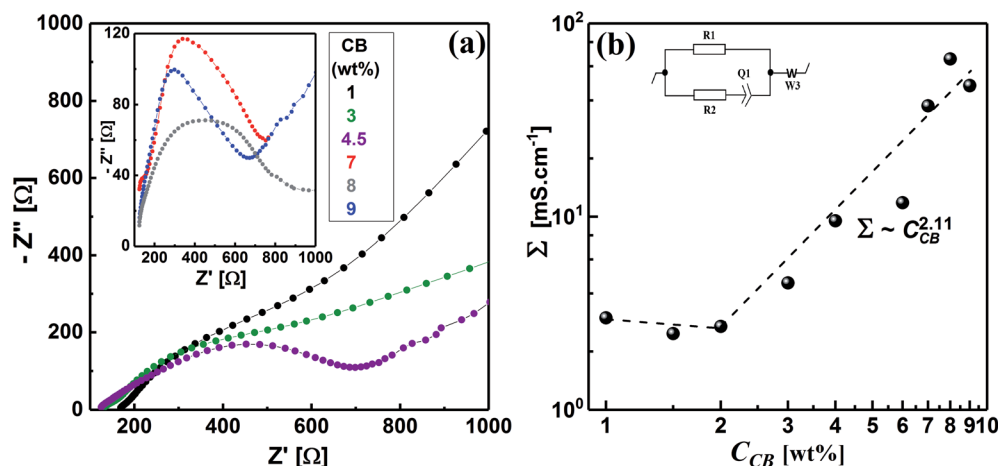 (a)
- Z'' [Ω]
1000
800
600
400
200
0
200
400
600
800
1000
Z' [Ω]
- Z'' [Ω]
120
80
40
0
200
400
600
800
1000
Z' [Ω]
CB
(wt%)
1
3
4.5
7
8
9
(b)
Σ [mS.cm⁻¹]
10²
10¹
10⁰
R1
Q1
R2
W
W3
Σ ~ C_CB^2.11
1
2
3
4
5
6
7
8
9
10
C_CB [wt%]